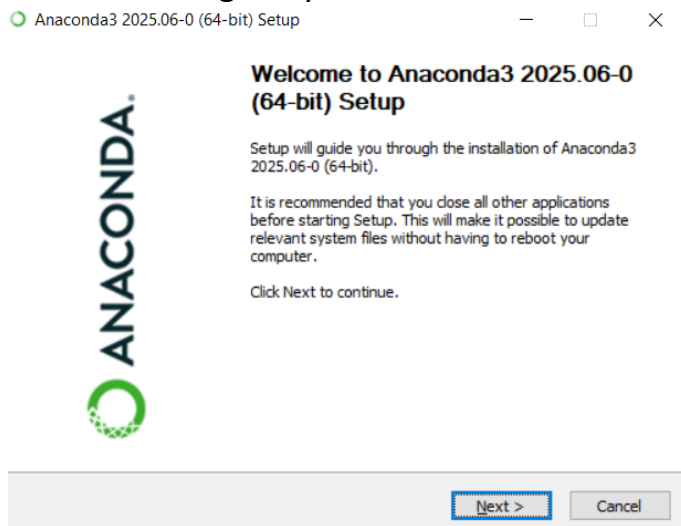 Anaconda3 2025.06-0 (64-bit) Setup
Welcome to Anaconda3 2025.06-0
(64-bit) Setup
Setup will guide you through the installation of Anaconda3
2025.06-0 (64-bit).
It is recommended that you close all other applications
before starting Setup. This will make it possible to update
relevant system files without having to reboot your
computer.
Click Next to continue.
ANACONDA.
Next >
Cancel